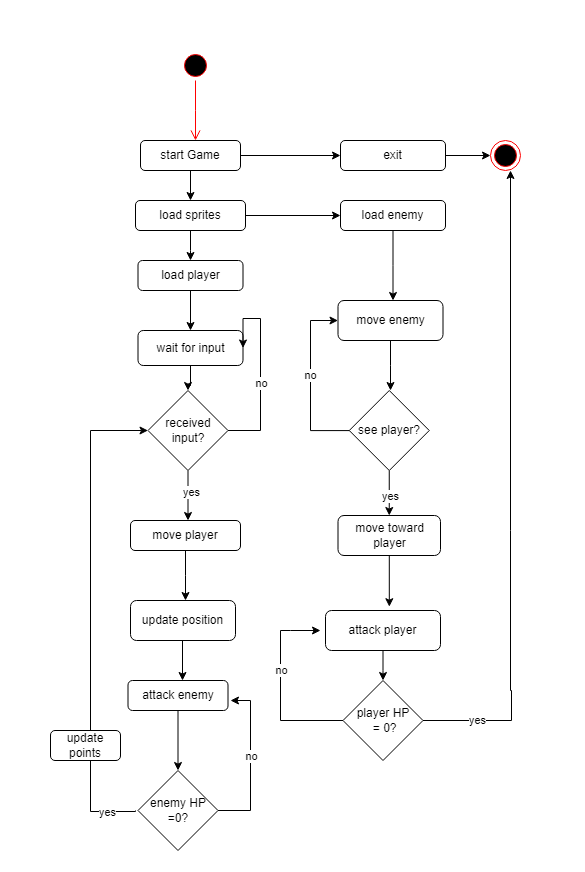 start Game
exit
load sprites
load enemy
load player
move enemy
wait for input
no
no
received
input?
see player?
yes
yes
move player
move toward
player
update position
attack player
no
attack enemy
player HP
= 0?
yes
update
points
no
enemy HP
=0?
yes